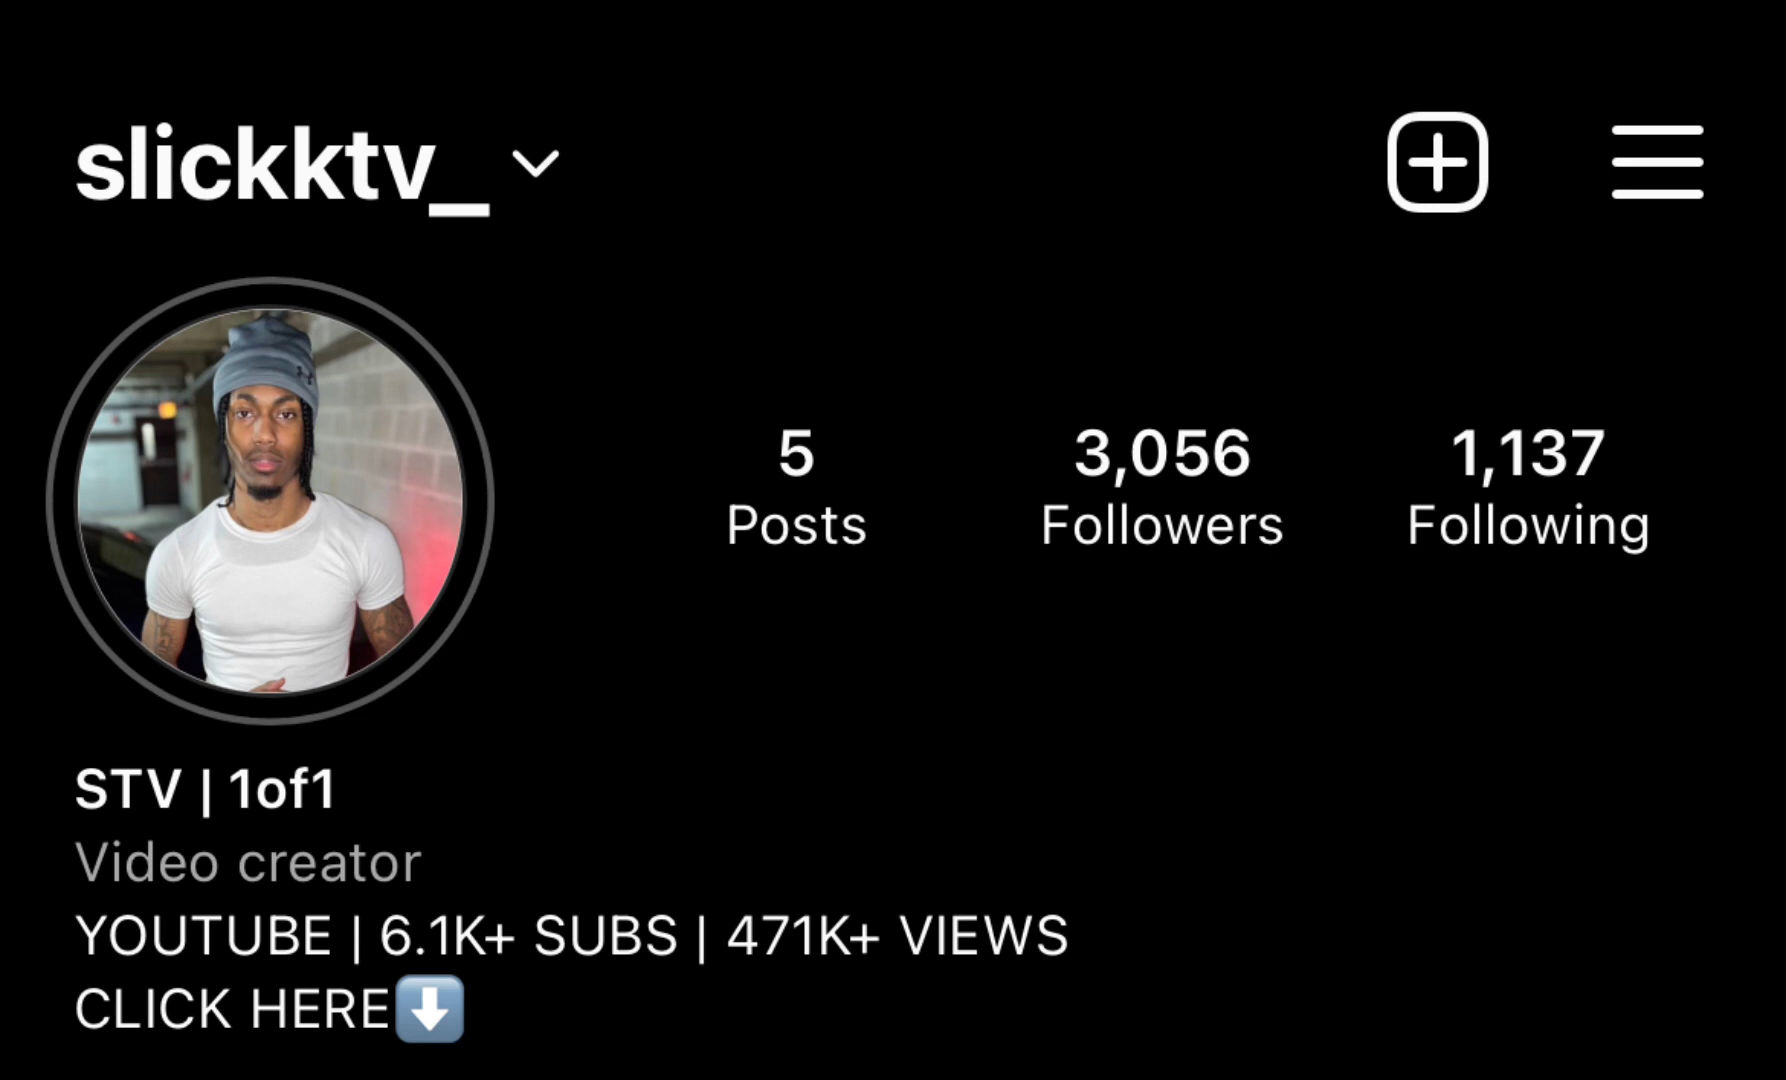 slickktv_
5 3,056 1,137
Posts Followers Following
STV | 1of1
Video creator
YOUTUBE | 6.1K+ SUBS | 471K+ VIEWS
CLICK HERE⬇️